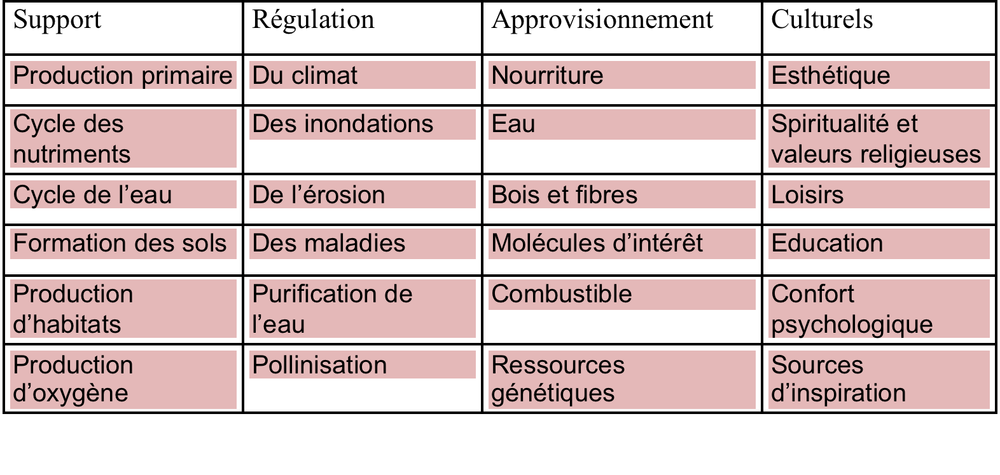 Support Régulation Approvisionnement Culturels
Production primaire Du climat Nourriture Esthétique
Cycle des Des inondations Eau Spiritualité et
nutriments valeurs religieuses
Cycle de l’eau De l’érosion Bois et fibres Loisirs
Formation des sols Des maladies Molécules d’intérêt Education
Production Purification de Combustible Confort
d’habitats l’eau psychologique
Production Pollinisation Ressources Sources
d’oxygène génétiques d’inspiration